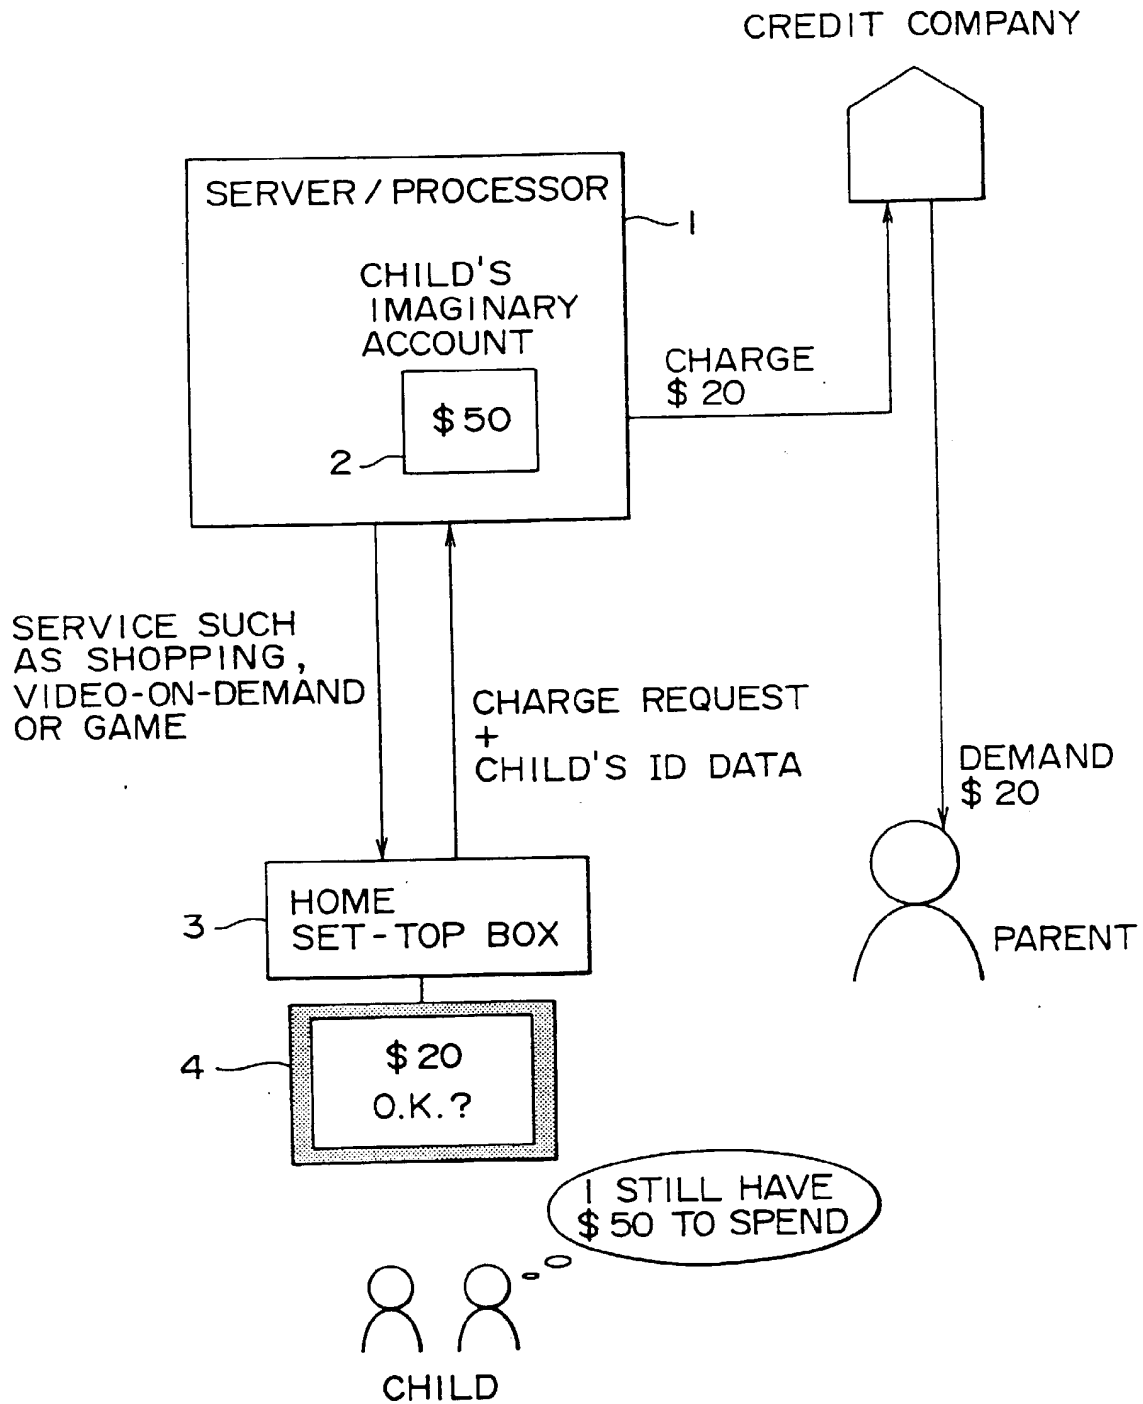 CREDIT COMPANY
SERVER / PROCESSOR
1
CHILD'S
IMAGINARY
ACCOUNT
$ 50
2
CHARGE
$ 20
SERVICE SUCH
AS SHOPPING,
VIDEO-ON-DEMAND
OR GAME
CHARGE REQUEST
+
CHILD'S ID DATA
DEMAND
$ 20
PARENT
HOME
SET-TOP BOX
3
$ 20
O.K.?
4
I STILL HAVE
$ 50 TO SPEND
CHILD